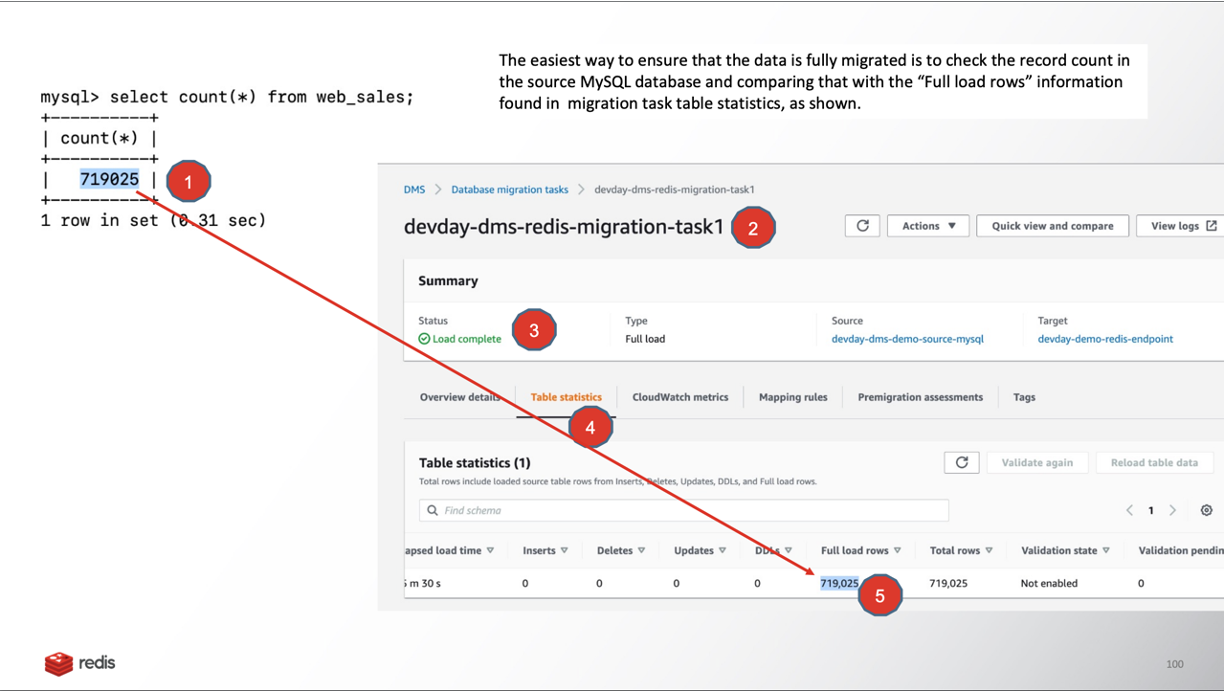 The easiest way to ensure that the data is fully migrated is to check the record count in
the source MySQL database and comparing that with the “Full load rows” information
found in migration task table statistics, as shown.
mysql> select count(*) from web_sales;
+----------+
| count(*) |
+----------+
| 719025 |
+----------+
1 row in set (0.31 sec)
1
DMS > Database migration tasks > devday-dms-redis-migration-task1
devday-dms-redis-migration-task1
2
Actions
Quick view and compare
View logs
Summary
Status
Load complete
3
Type
Full load
Source
devday-dms-demo-source-mysql
Target
devday-demo-redis-endpoint
Overview details
Table statistics
CloudWatch metrics
Mapping rules
Premigration assessments
Tags
4
Table statistics (1)
Total rows include loaded source table rows from Inserts, Deletes, Updates, DDLs, and Full load rows.
Validate again
Reload table data
Find schema
1
apsed load time Inserts Deletes Updates DDLs Full load rows Total rows Validation state Validation pendin
m 30 s 0 0 0 0 719,025 719,025 Not enabled 0
5
redis
100